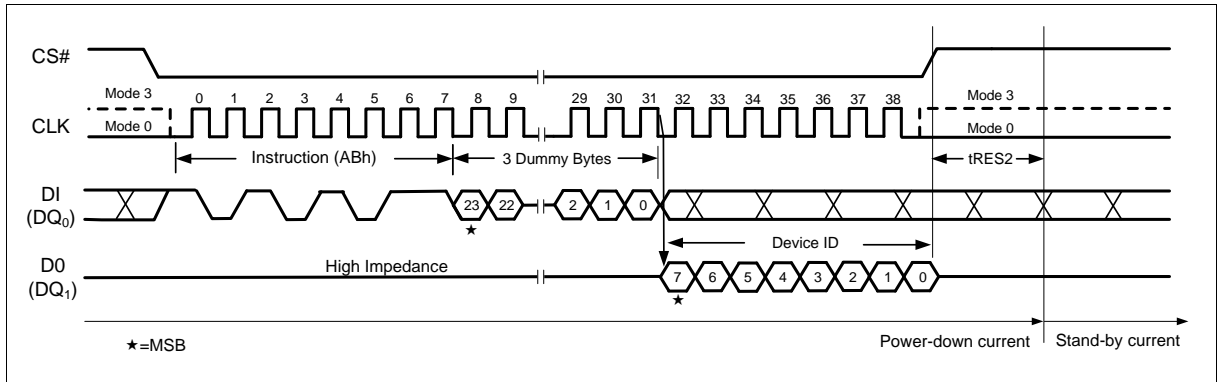 CS#
Mode 3 0 1 2 3 4 5 6 7 8 9 29 30 31 32 33 34 35 36 37 38 Mode 3
CLK Mode 0 Mode 0
Instruction (ABh) 3 Dummy Bytes tRES2
DI
(DQ0) 23 22 2 1 0
★ Device ID
D0 High Impedance 7 6 5 4 3 2 1 0
(DQ1)
★
Power-down current Stand-by current
★=MSB